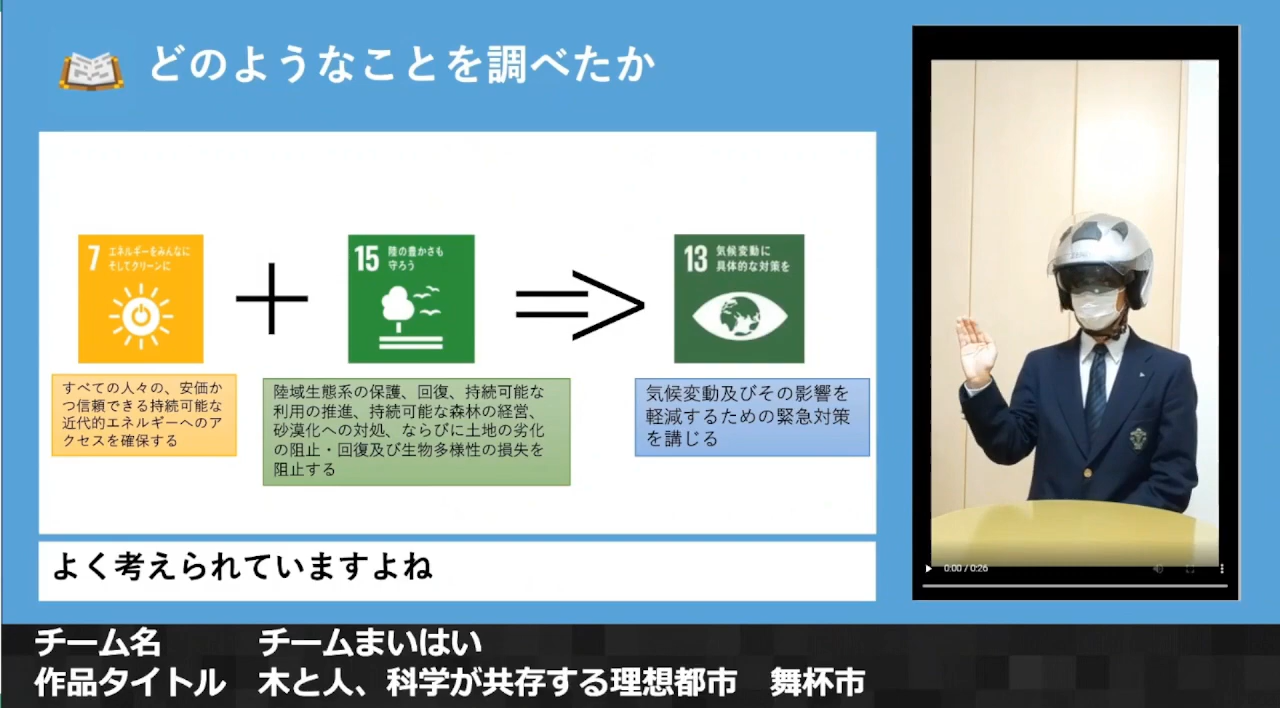 どのようなことを調べたか
7 エネルギーをみんなに
そしてクリーンに
15 陸の豊かさも
守ろう
13 気候変動に
具体的な対策を
すべての人々の、安価か
つ信頼できる持続可能な
近代的エネルギーへのア
クセスを確保する
陸域生態系の保護、回復、持続可能な
利用の推進、持続可能な森林の経営、
砂漠化への対処、ならびに土地の劣化
の阻止・回復及び生物多様性の損失を
阻止する
気候変動及びその影響を
軽減するための緊急対策
を講じる
よく考えられていますよね
0:00 / 0:26
チーム名 チームまいはい
作品タイトル 木と人、科学が共存する理想都市 舞杯市